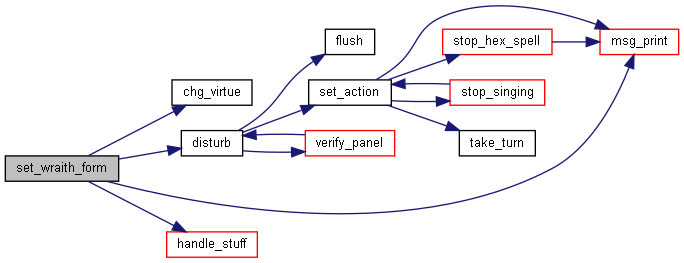 flush
stop_hex_spell
msg_print
chg_virtue
set_action
stop_singing
disturb
verify_panel
take_turn
set_wraith_form
handle_stuff